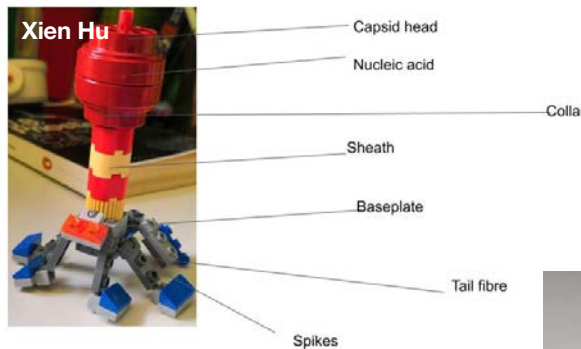 Xien Hu
Capsid head
Nucleic acid
Colla
Sheath
Baseplate
Tail fibre
Spikes